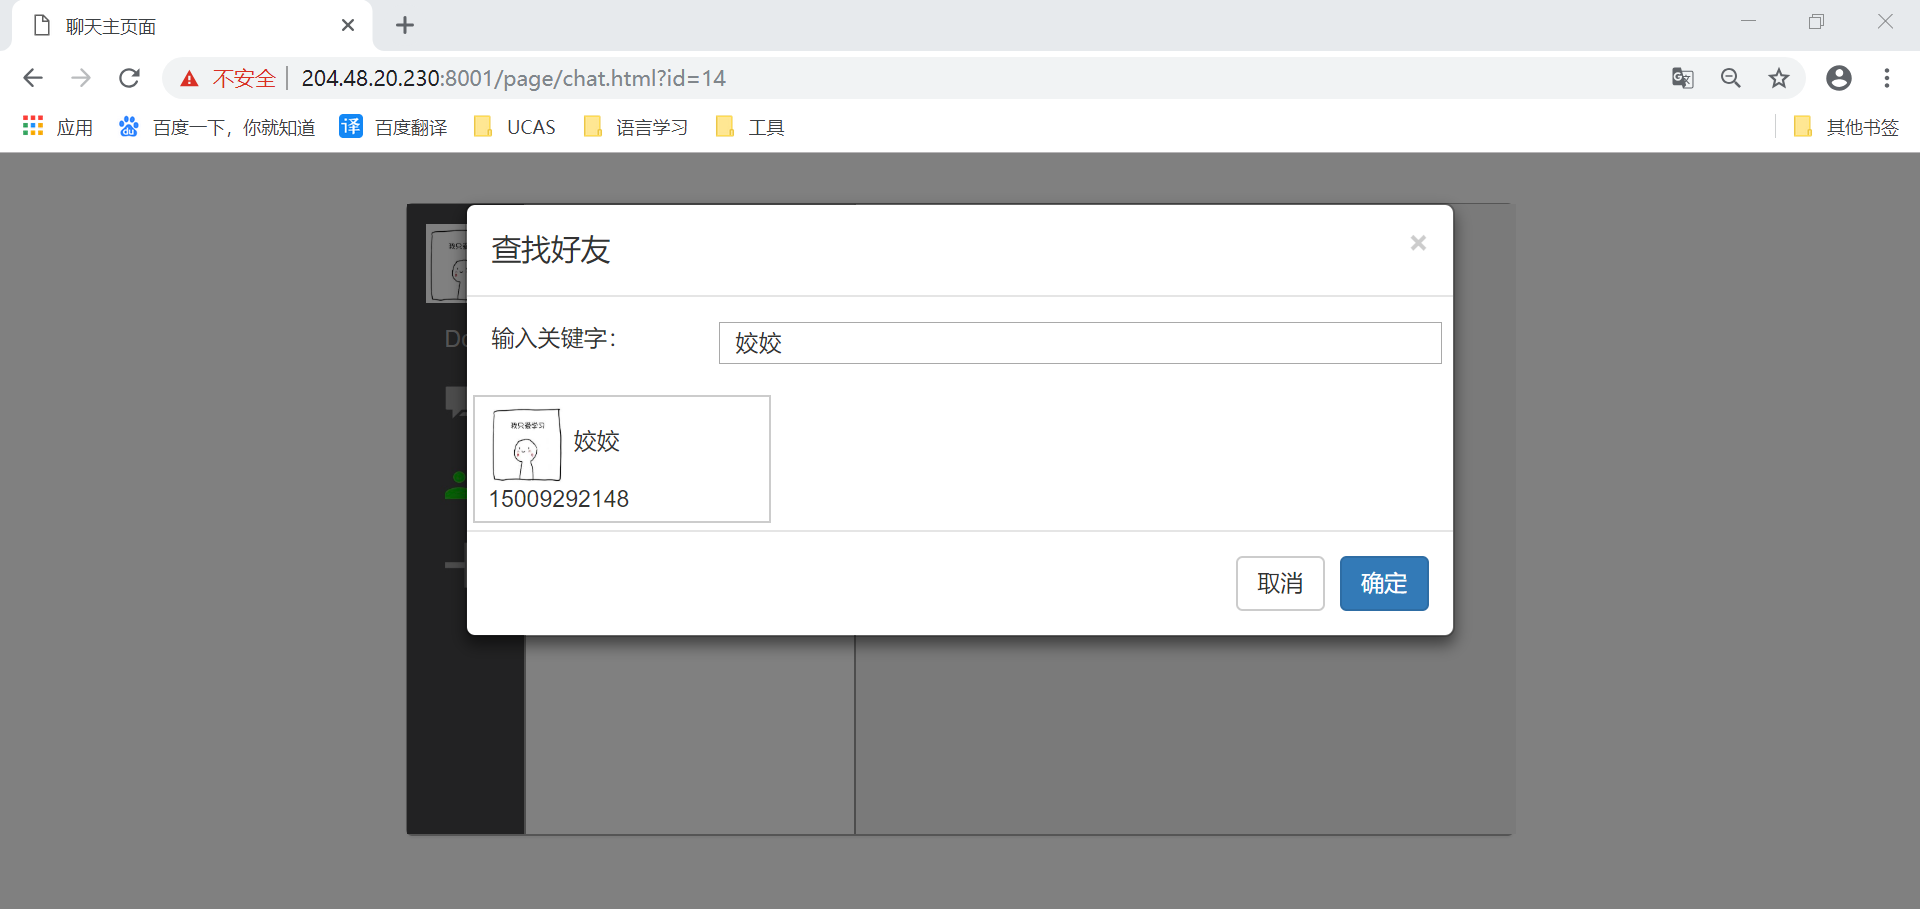 聊天主页面
不安全 204.48.20.230:8001/page/chat.html?id=14
应用 百度一下，你就知道 译 百度翻译 UCAS 语言学习 工具 其他书签
查找好友
输入关键字： 姣姣
我只爱学习
姣姣
15009292148
取消 确定
我只
Do